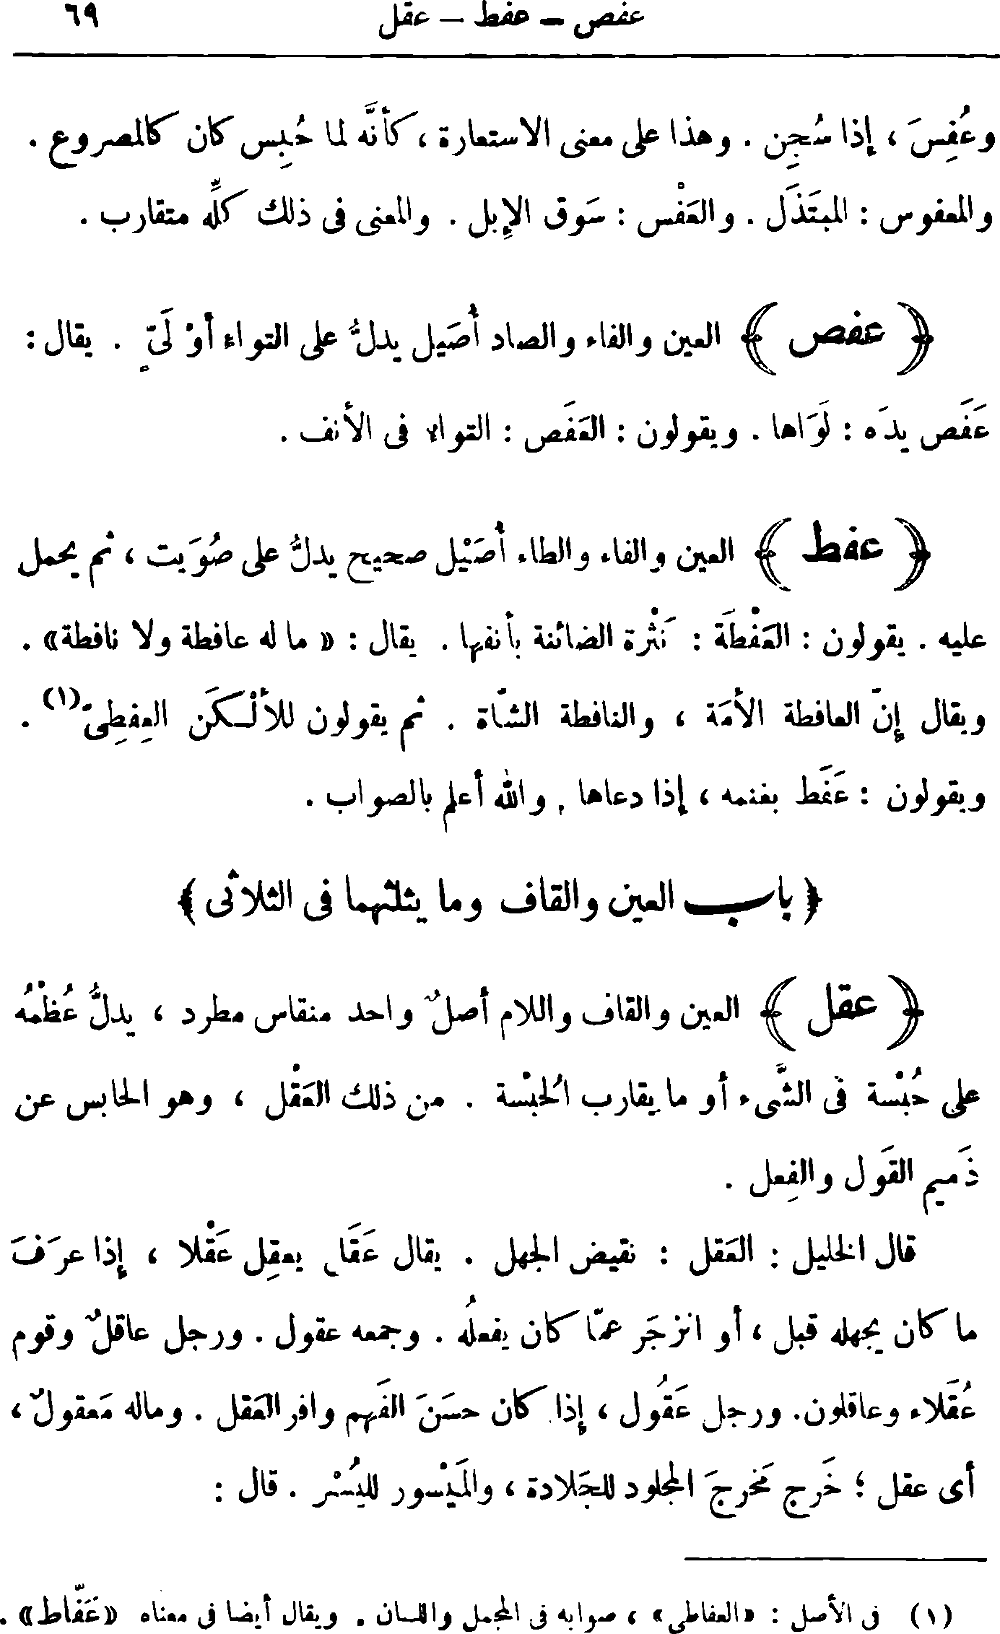 عفص — عفط — عقل ٦٩
وعُفِسَ ، إذا سُجِن . وهذا على معنى الاستعارة ، كأنَّه لما حُبِس كان كالمصروع .
والمعفوس : المبتَذَل . والعَفْس : سَوق الإبل . والمعنى فى ذلك كلِّه متقارب .
﴿ عفص ﴾ العين والفاء والصاد أُصَيل يدلُّ على التواء أوْ لَىٍّ . يقال :
عَفَص يدَه : لَوَاها . ويقولون : العَفَص : التواء فى الأنف .
﴿ عفط ﴾ العين والفاء والطاء أُصَيْل صحيح يدلُّ على صُوَيت ، ثم يحمل
عليه . يقولون : العَفْطَة : نَثْرة الضائنة بأنفها . يقال : « ما له عافطة ولا نافطة» .
ويقال إنّ العافطة الأمَة ، والنافطة الشّاة . ثم يقولون للألْـكَن العِفطِىّ(١) .
ويقولون : عَفَط بغنمه ، إذا دعاها . والله أعلم بالصواب .
﴿ باب العين والقاف وما يثلثهما فى الثلاثى ﴾
﴿ عقل ﴾ العين والقاف واللام أصلٌ واحد منقاس مطرد ، يدلُّ عُظْمُه
على حُبْسة فى الشَّىء أو ما يقارب الحُبْسة . من ذلك العَقْل ، وهو الحابس عن
ذَميم القَول والفِعل .
قال الخليل : العَقل : نقيض الجهل . يقال عَقَل يعقِل عَقْلا ، إذا عرَفَ
ما كان يجهله قبل ، أو انزجَر عمّا كان يفعلُه . وجمعه عقول . ورجل عاقلٌ وقوم
عُقَلاء وعاقلون. ورجل عَقُول ، إذا كان حسَنَ الفَهم وافر العَقل . وماله مَعقولٌ ،
أى عقل ؛ خَرج مَخرجَ المجلود للجَلادة ، والمَيْسور لليُسْر . قال :
(١) فى الأصل : «العفاطى» ، صوابه فى المجمل واللسان . ويقال أيضا فى معناه «عَفّاط» .